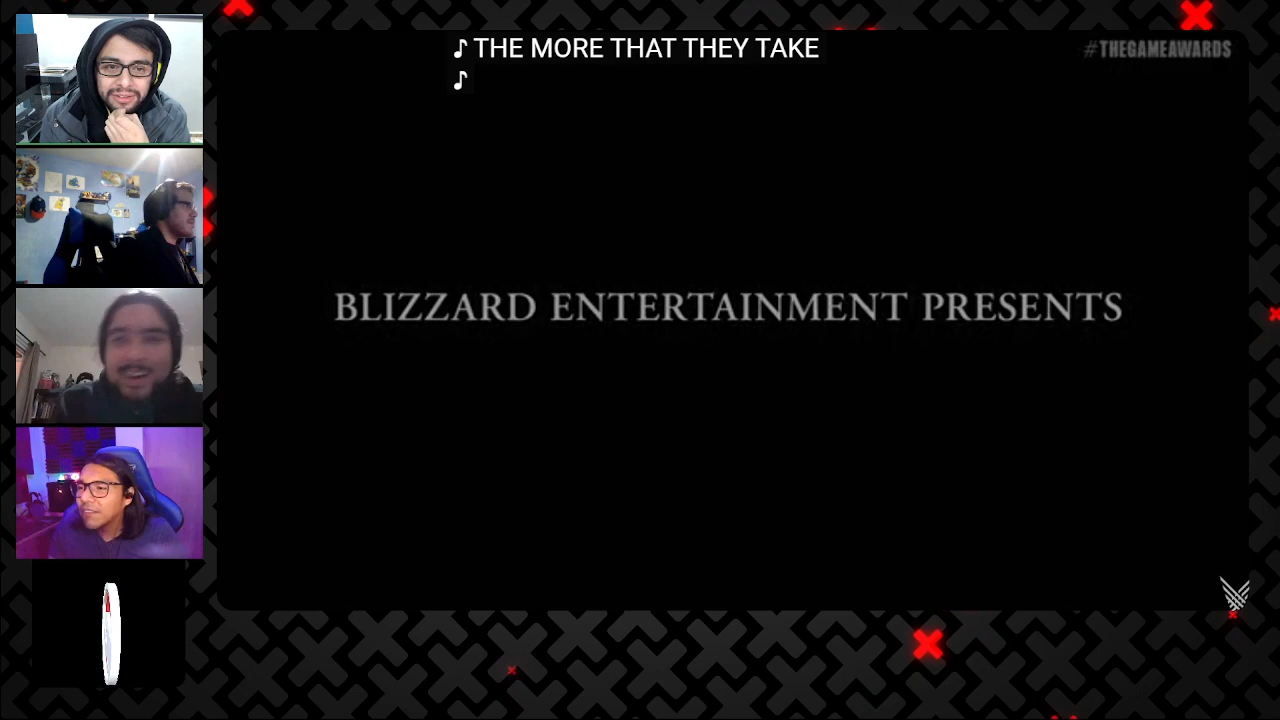 ♪ THE MORE THAT THEY TAKE
♪
#THEGAMEAWARDS
BLIZZARD ENTERTAINMENT PRESENTS